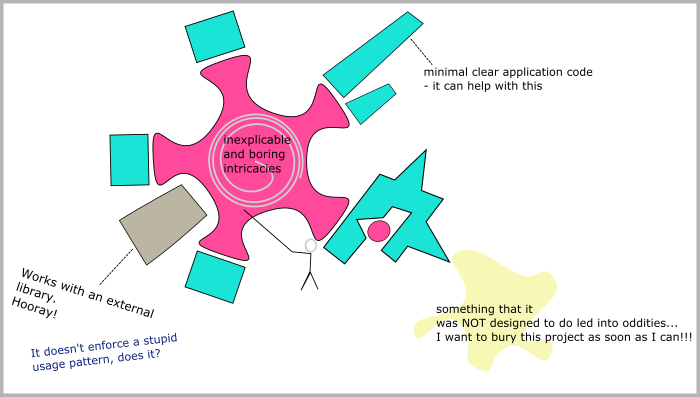 minimal clear application code
- it can help with this
inexplicable
and boring
intricacies
Works with an external
library.
Hooray!
It doesn't enforce a stupid
usage pattern, does it?
something that it
was NOT designed to do led into oddities...
I want to bury this project as soon as I can!!!